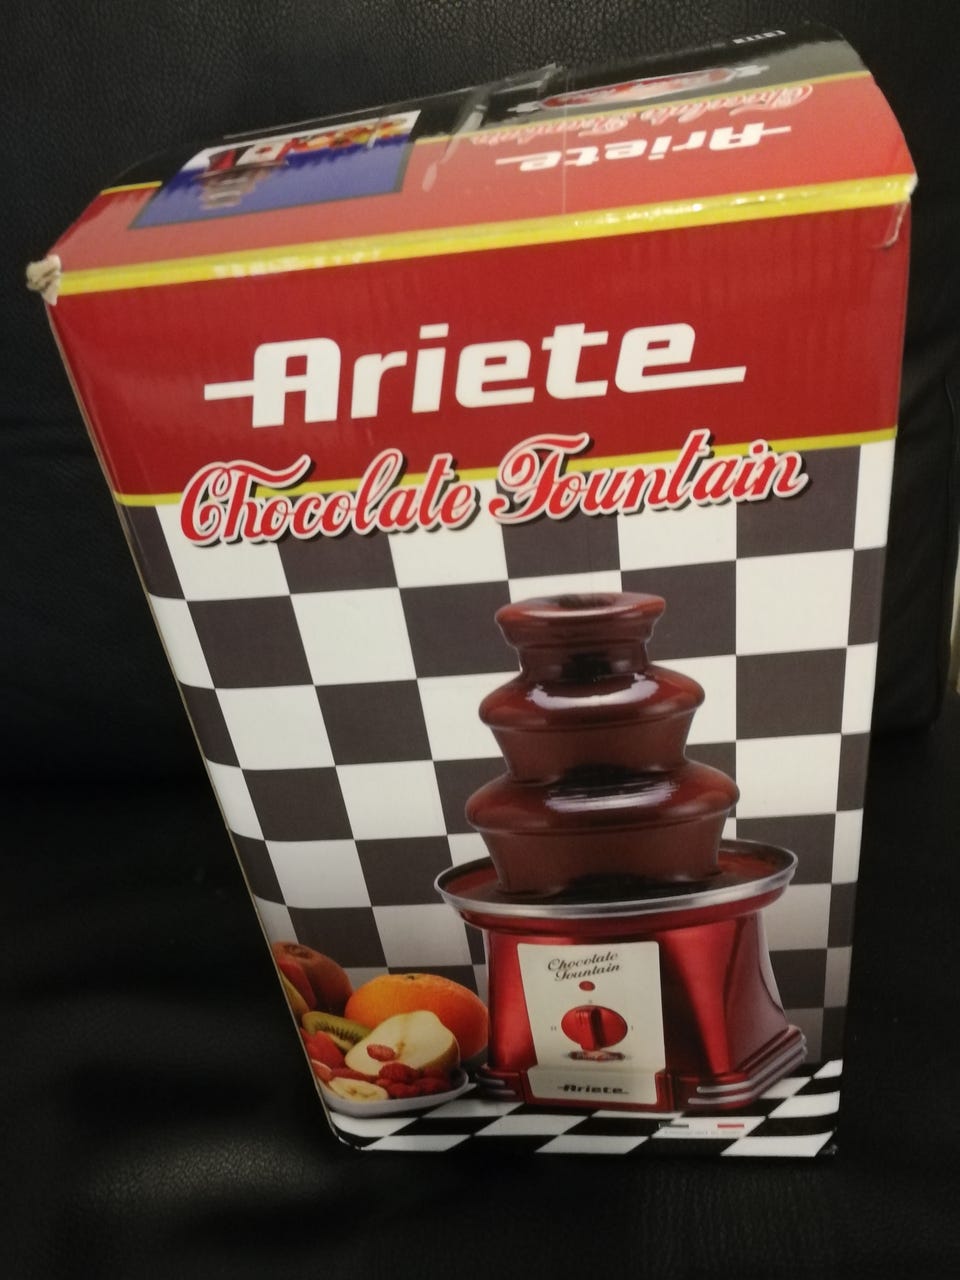 Chocolate Fountain
Ariete
Ariete
Chocolate Fountain
Chocolate
Fountain
Ariete